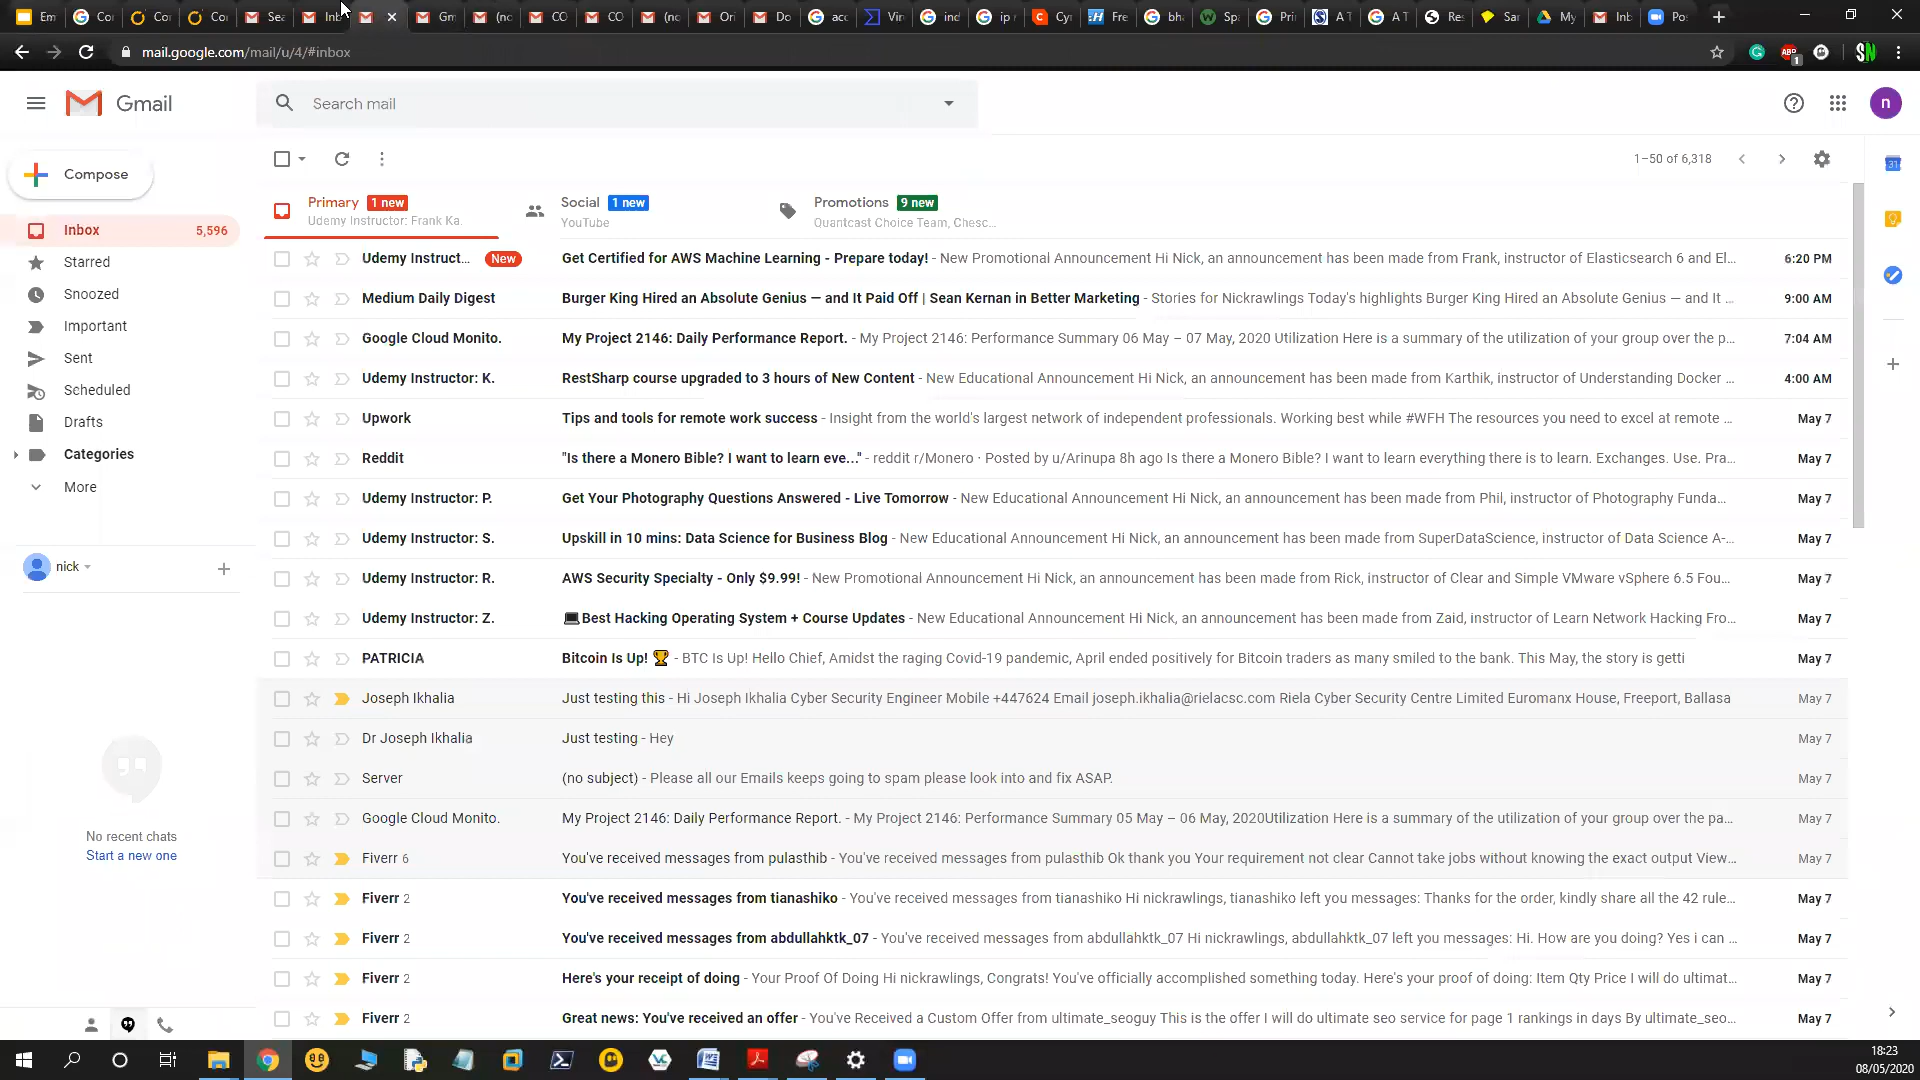 Em
Co
Co
Co
Sea
Inb
Gm
(no
CO
CO
(no
Ori
Do
acc
Vir
ind
ip
Cy
Fre
bh
Sp
Pri
A T
A T
Res
Sar
My
Inb
Po
mail.google.com/mail/u/4/#inbox
Gmail
Search mail
n
Compose
1–50 of 6,318
Primary 1 new
Udemy Instructor: Frank Ka.
Social 1 new
YouTube
Promotions 9 new
Quantcast Choice Team, Chesc...
Inbox 5,596
Starred
Snoozed
Important
Sent
Scheduled
Drafts
Categories
More
nick
No recent chats
Start a new one
Udemy Instruct... New Get Certified for AWS Machine Learning - Prepare today! - New Promotional Announcement Hi Nick, an announcement has been made from Frank, instructor of Elasticsearch 6 and El... 6:20 PM
Medium Daily Digest Burger King Hired an Absolute Genius — and It Paid Off | Sean Kernan in Better Marketing - Stories for Nickrawlings Today's highlights Burger King Hired an Absolute Genius — and It ... 9:00 AM
Google Cloud Monito. My Project 2146: Daily Performance Report. - My Project 2146: Performance Summary 06 May – 07 May, 2020 Utilization Here is a summary of the utilization of your group over the p... 7:04 AM
Udemy Instructor: K. RestSharp course upgraded to 3 hours of New Content - New Educational Announcement Hi Nick, an announcement has been made from Karthik, instructor of Understanding Docker ... 4:00 AM
Upwork Tips and tools for remote work success - Insight from the world's largest network of independent professionals. Working best while #WFH The resources you need to excel at remote ... May 7
Reddit "Is there a Monero Bible? I want to learn eve..." - reddit r/Monero · Posted by u/Arinupa 8h ago Is there a Monero Bible? I want to learn everything there is to learn. Exchanges. Use. Pra... May 7
Udemy Instructor: P. Get Your Photography Questions Answered - Live Tomorrow - New Educational Announcement Hi Nick, an announcement has been made from Phil, instructor of Photography Funda... May 7
Udemy Instructor: S. Upskill in 10 mins: Data Science for Business Blog - New Educational Announcement Hi Nick, an announcement has been made from SuperDataScience, instructor of Data Science A-... May 7
Udemy Instructor: R. AWS Security Specialty - Only $9.99! - New Promotional Announcement Hi Nick, an announcement has been made from Rick, instructor of Clear and Simple VMware vSphere 6.5 Fou... May 7
Udemy Instructor: Z. 💻Best Hacking Operating System + Course Updates - New Educational Announcement Hi Nick, an announcement has been made from Zaid, instructor of Learn Network Hacking Fro... May 7
PATRICIA Bitcoin Is Up! 🏆 - BTC Is Up! Hello Chief, Amidst the raging Covid-19 pandemic, April ended positively for Bitcoin traders as many smiled to the bank. This May, the story is getti May 7
Joseph Ikhalia Just testing this - Hi Joseph Ikhalia Cyber Security Engineer Mobile +447624 Email joseph.ikhalia@rielacsc.com Riela Cyber Security Centre Limited Euromanx House, Freeport, Ballasa May 7
Dr Joseph Ikhalia Just testing - Hey May 7
Server (no subject) - Please all our Emails keeps going to spam please look into and fix ASAP. May 7
Google Cloud Monito. My Project 2146: Daily Performance Report. - My Project 2146: Performance Summary 05 May – 06 May, 2020Utilization Here is a summary of the utilization of your group over the pa... May 7
Fiverr 6 You've received messages from pulasthib - You've received messages from pulasthib Ok thank you Your requirement not clear Cannot take jobs without knowing the exact output View... May 7
Fiverr 2 You've received messages from tianashiko - You've received messages from tianashiko Hi nickrawlings, tianashiko left you messages: Thanks for the order, kindly share all the 42 rule... May 7
Fiverr 2 You've received messages from abdullahktk_07 - You've received messages from abdullahktk_07 Hi nickrawlings, abdullahktk_07 left you messages: Hi. How are you doing? Yes i can ... May 7
Fiverr 2 Here's your receipt of doing - Your Proof Of Doing Hi nickrawlings, Congrats! You've officially accomplished something today. Here's your proof of doing: Item Qty Price I will do ultimat... May 7
Fiverr 2 Great news: You've received an offer - You've Received a Custom Offer from ultimate_seoguy This is the offer I will do ultimate seo service for page 1 rankings in days By ultimate_seo... May 7
18:23
08/05/2020